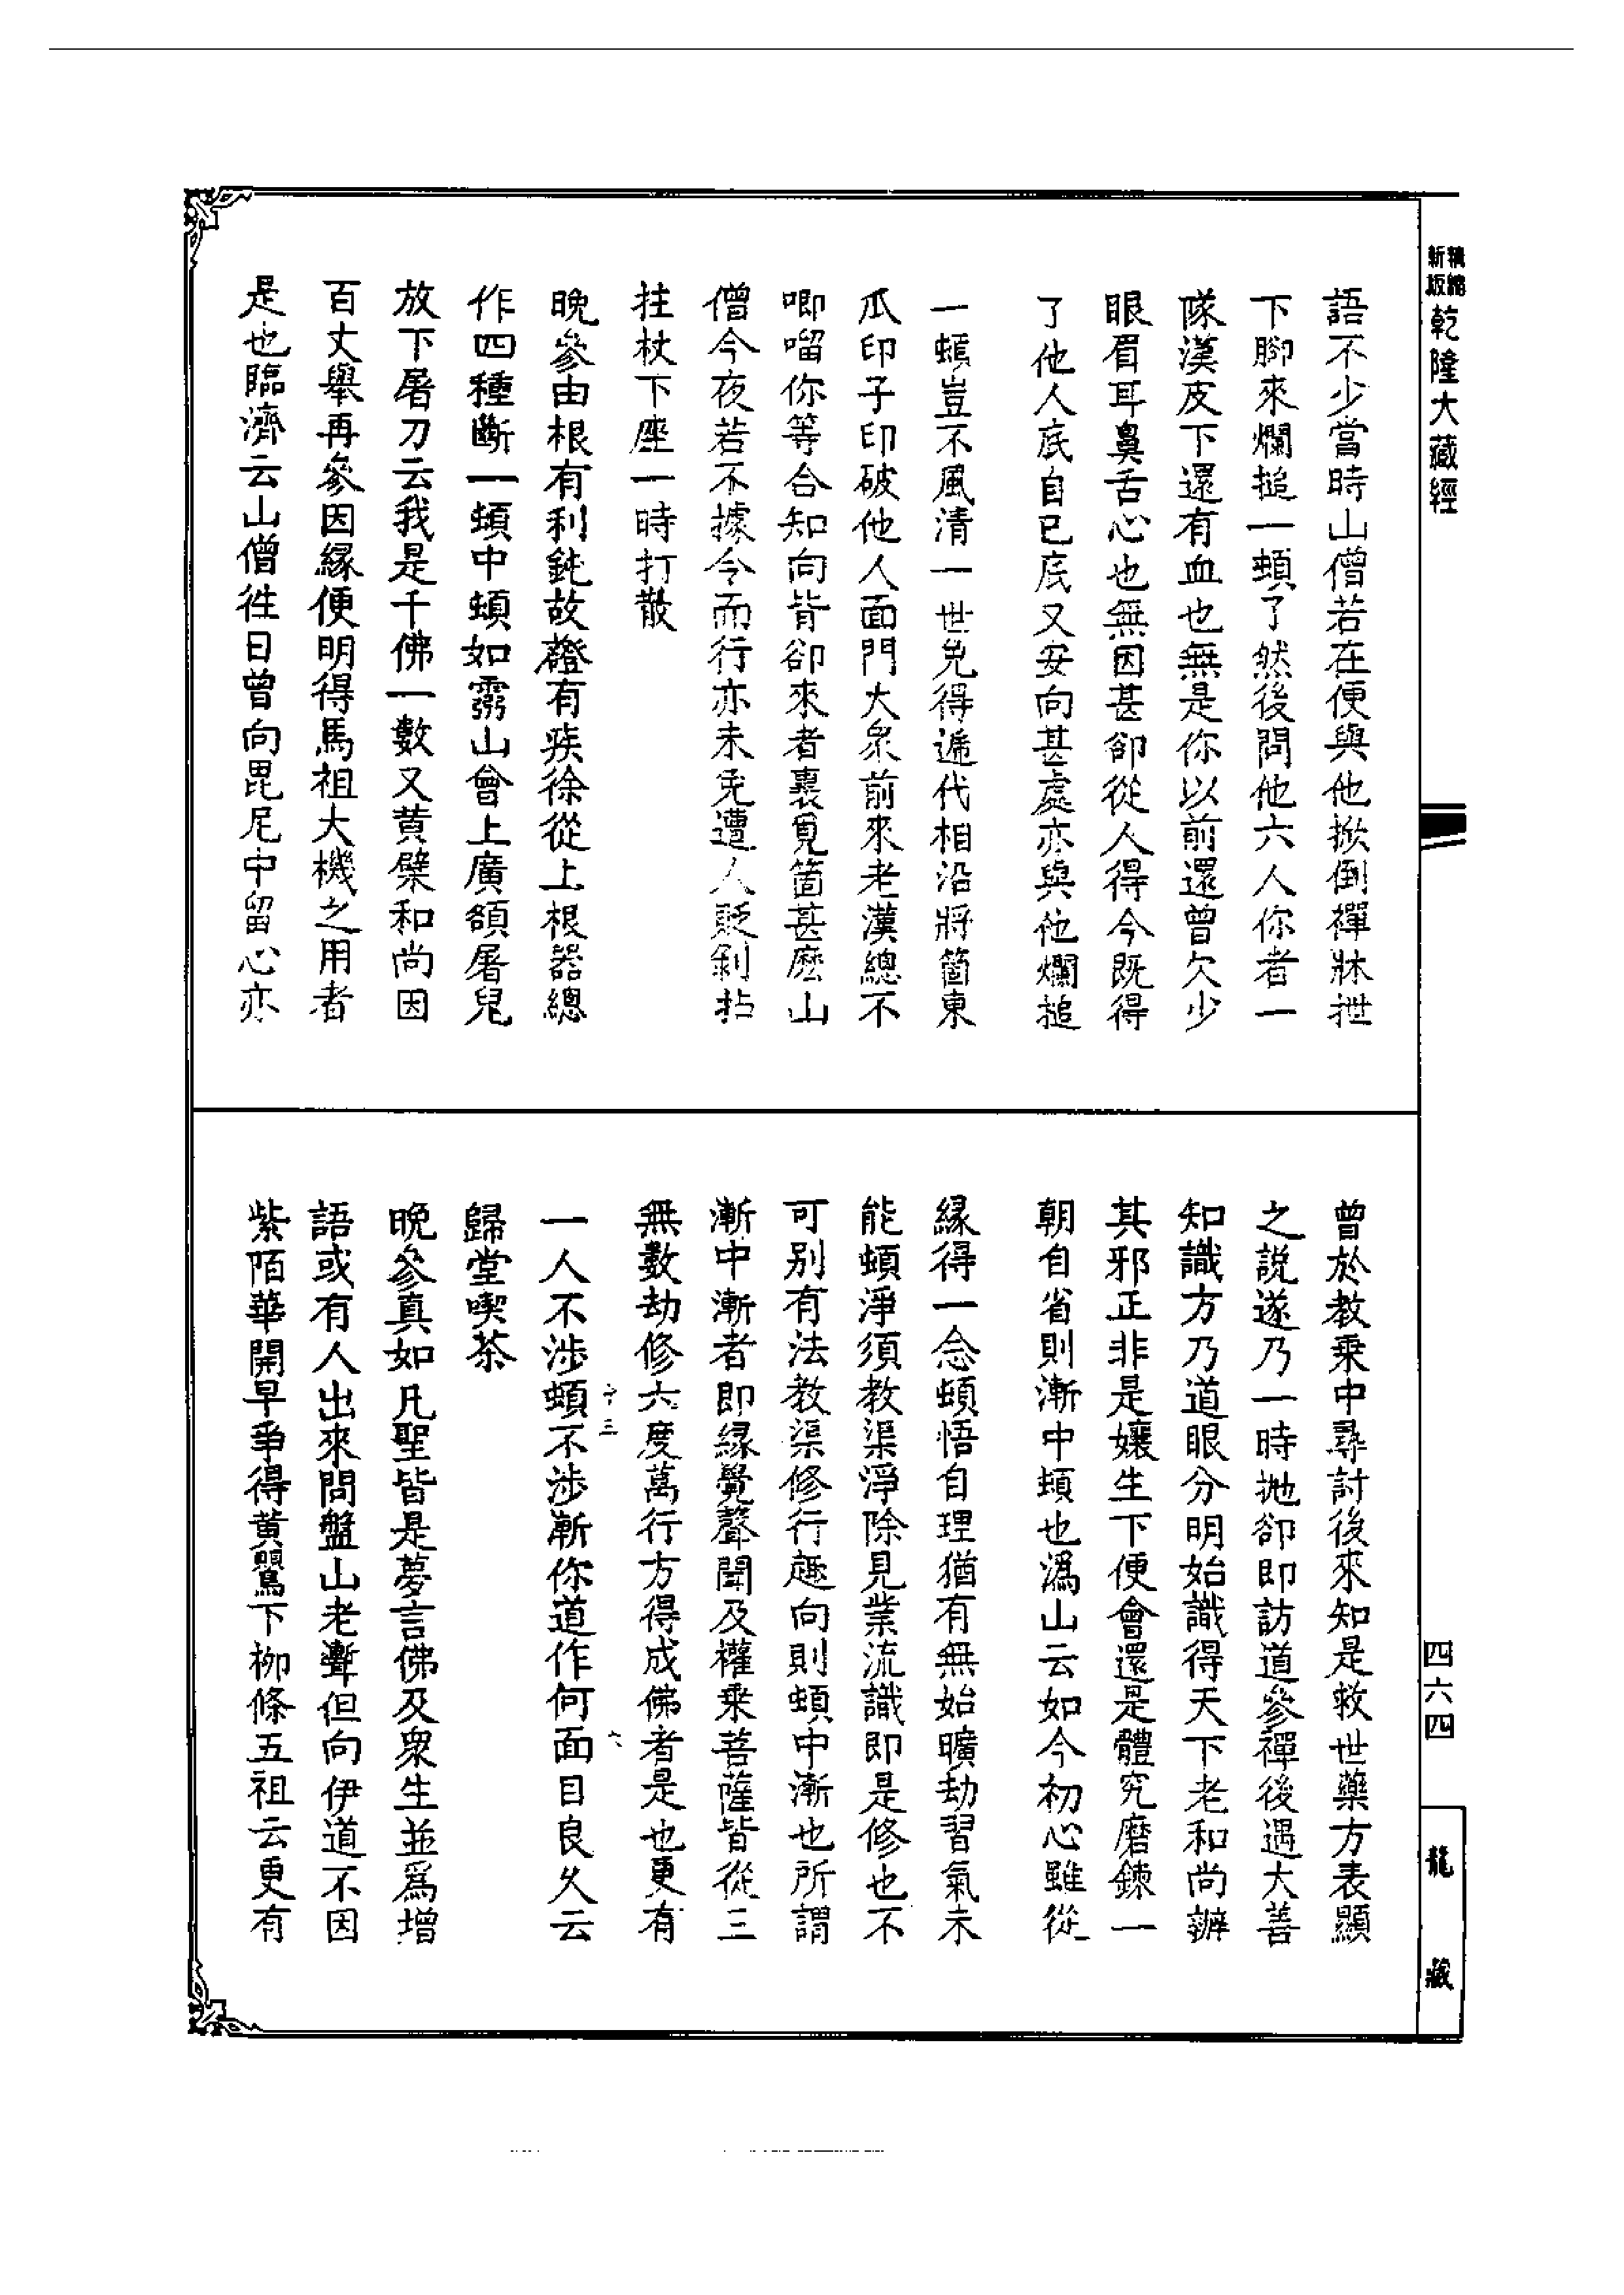 新版精縮乾隆大藏經
語不少當時山僧若在便與他掀倒禪牀拽
下腳來爛搥一頓了然後問他六人你者一
隊漢皮下還有血也無是你以前還曾欠少
眼眉耳鼻舌心也無因甚卻從人得今既得
了他人底自已底又安向甚處亦與他爛搥
一頓豈不風清一世免得遞代相沿將箇東
瓜印子印破他人面門大衆前來老漢總不
唧㗰你等合知向背卻來者裏覓箇甚麽山
僧今夜若不據令而行亦未免遭人貶剝拈
拄杖下座一時打散
晚參由根有利鈍故證有疾徐從上根器總
作四種斷一頓中頓如靈山會上廣額屠兒
放下屠刀云我是千佛一數又黃檗和尚因
百丈舉再參因緣便明得馬祖大機之用者
是也臨濟云山僧徃日曾向毘尼中留心亦
曾於教乗中尋討後來知是救世藥方表顯
之說遂乃一時抛卻即訪道參禪後遇大善
知識方乃道眼分明始識得天下老和尚辨
其邪正非是孃生下便會還是體究磨鍊一
朝自省則漸中頓也溈山云如今初心雖從
緣得一念頓悟自理猶有無始曠劫習氣未
能頓淨須教渠淨除見業流識即是修也不
可别有法教渠修行趣向則頓中漸也所謂
漸中漸者即緣覺聲聞及權乗菩薩皆從三
無數劫修六度萬行方得成佛者是也更有
一人不涉頓不涉漸你道作何面目良久云
歸堂喫茶
晚參真如凡聖皆是夢言佛及衆生並爲增
語或有人出來問盤山老聻但向伊道不因
紫陌華開早爭得黃鸎下栁條五祖云更有
十三
六
四六四
龍藏